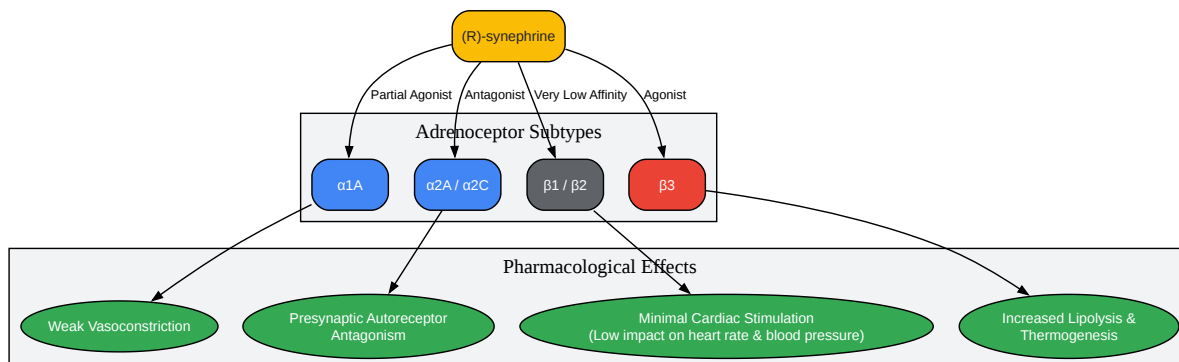 (R)-synephrine
Partial Agonist
Antagonist
Very Low Affinity
Agonist
Adrenoceptor Subtypes
α1A
α2A / α2C
β1 / β2
β3
Pharmacological Effects
Weak Vasoconstriction
Presynaptic Autoreceptor
Antagonism
Minimal Cardiac Stimulation
(Low impact on heart rate & blood pressure)
Increased Lipolysis &
Thermogenesis